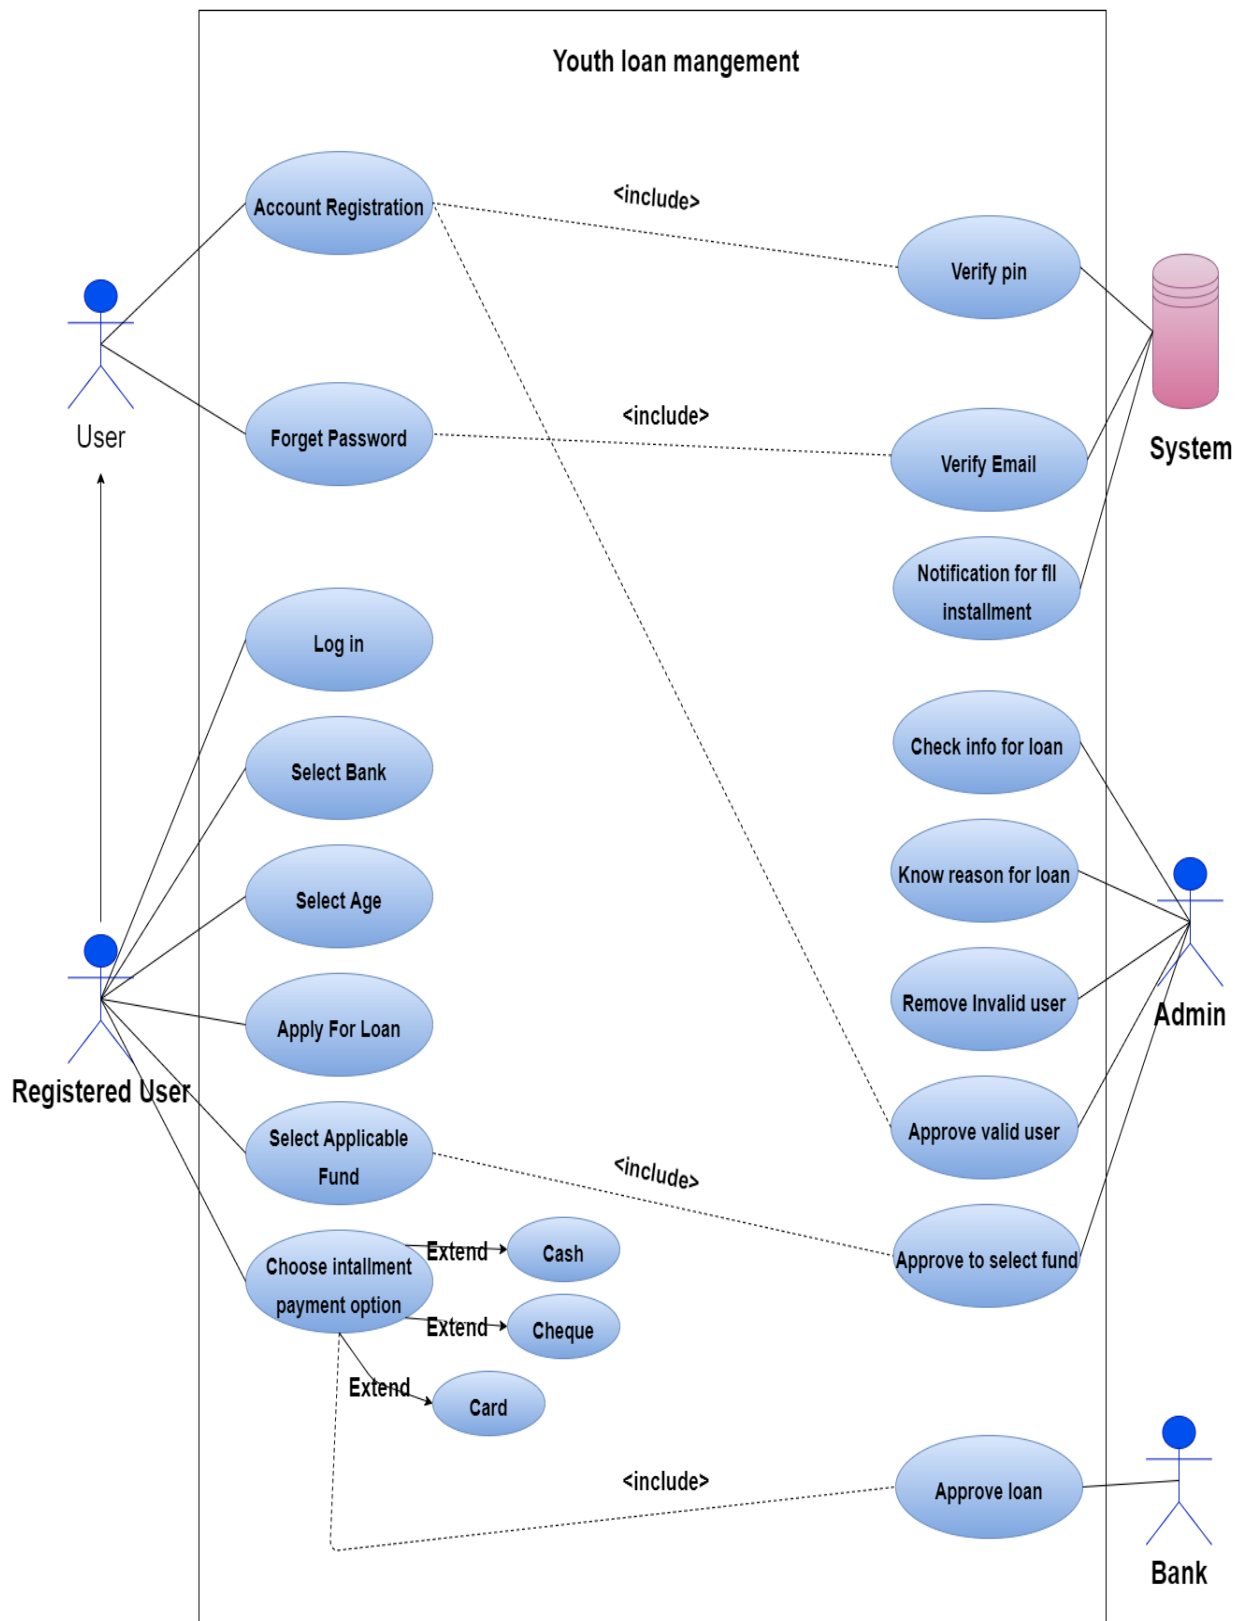 Youth loan mangement
Account Registration
<include>
Verify pin
User
Forget Password
<include>
Verify Email
System
Notification for fll
installment
Log in
Select Bank
Check info for loan
Select Age
Know reason for loan
Apply For Loan
Remove Invalid user
Admin
Registered User
Select Applicable
Fund
<include>
Approve valid user
Choose intallment
payment option
Extend
Cash
Approve to select fund
Extend
Cheque
Extend
Card
<include>
Approve loan
Bank